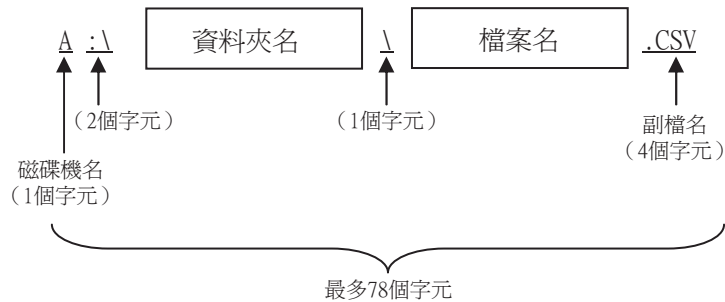 A :\ 資料夾名 \ 檔案名 .CSV
（2個字元） （1個字元） 副檔名
（4個字元）
磁碟機名
（1個字元）
最多78個字元